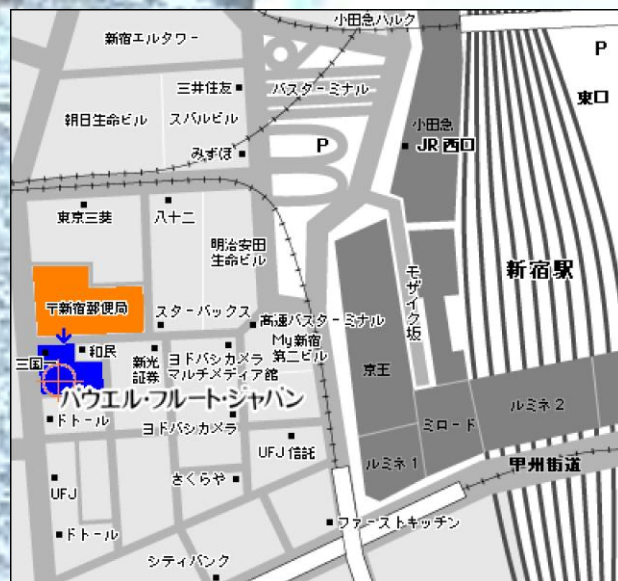 小田急ハルク
新宿エルタワー
P
三井住友
バスターミナル
東口
朝日生命ビル
スバルビル
小田急
みずほ
P
JR 西口
東京三菱
八十二
明治安田
生命ビル
新宿駅
モザイク坂
〒新宿郵便局
スターバックス
高速バスターミナル
三国一
和民
新光
証券
ヨドバシカメラ
マルチメディア館
My新宿
第二ビル
京王
パウエル・フルート・ジャパン
ルミネ 2
ドトール
ヨドバシカメラ
ミロード
UFJ 信託
ルミネ 1
甲州街道
さくらや
UFJ
ファーストキッチン
ドトール
シティバンク